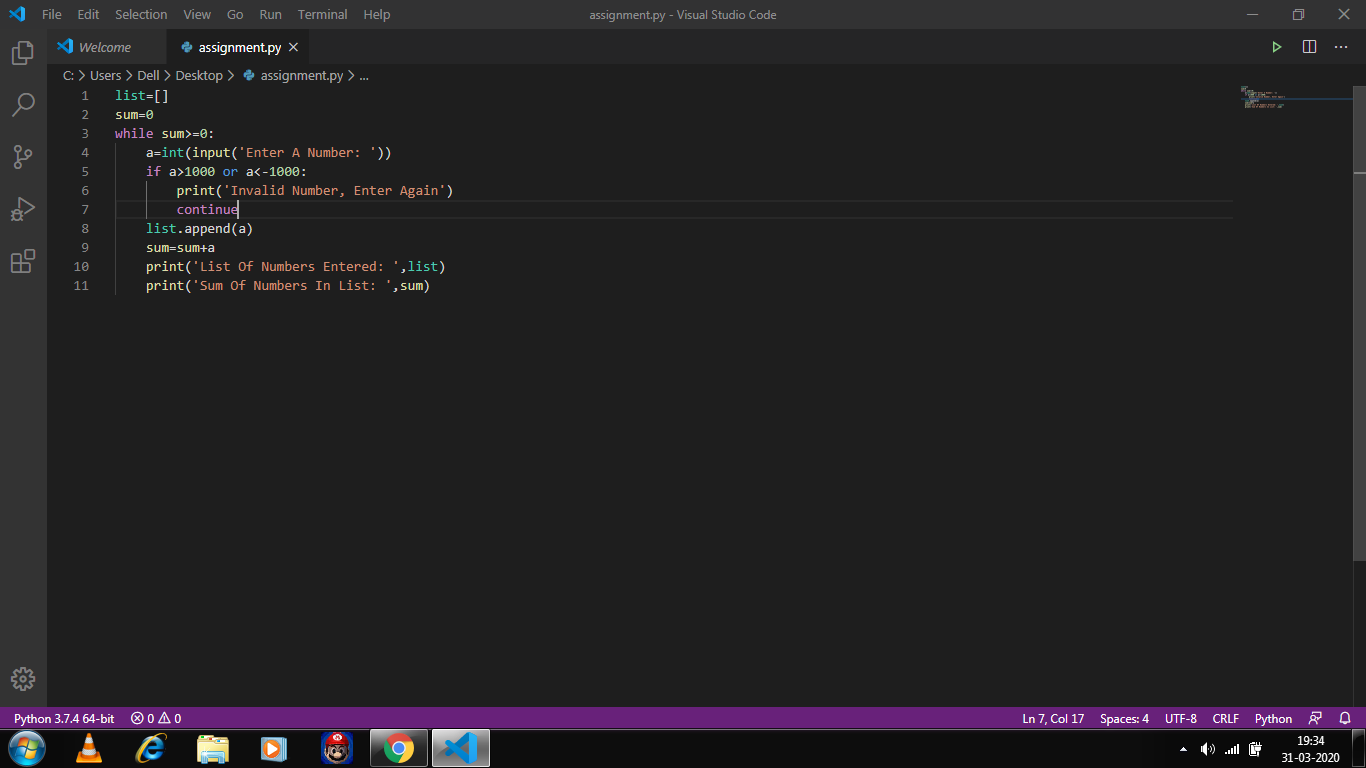 File Edit Selection View Go Run Terminal Help assignment.py - Visual Studio Code
Welcome assignment.py
C: > Users > Dell > Desktop > assignment.py > ...
1 list=[]
2 sum=0
3 while sum>=0:
4     a=int(input('Enter A Number: '))
5     if a>1000 or a<-1000:
6         print('Invalid Number, Enter Again')
7         continue
8     list.append(a)
9     sum=sum+a
10     print('List Of Numbers Entered: ',list)
11     print('Sum Of Numbers In List: ',sum)
Python 3.7.4 64-bit 0 0 Ln 7, Col 17 Spaces: 4 UTF-8 CRLF Python
19:34
31-03-2020